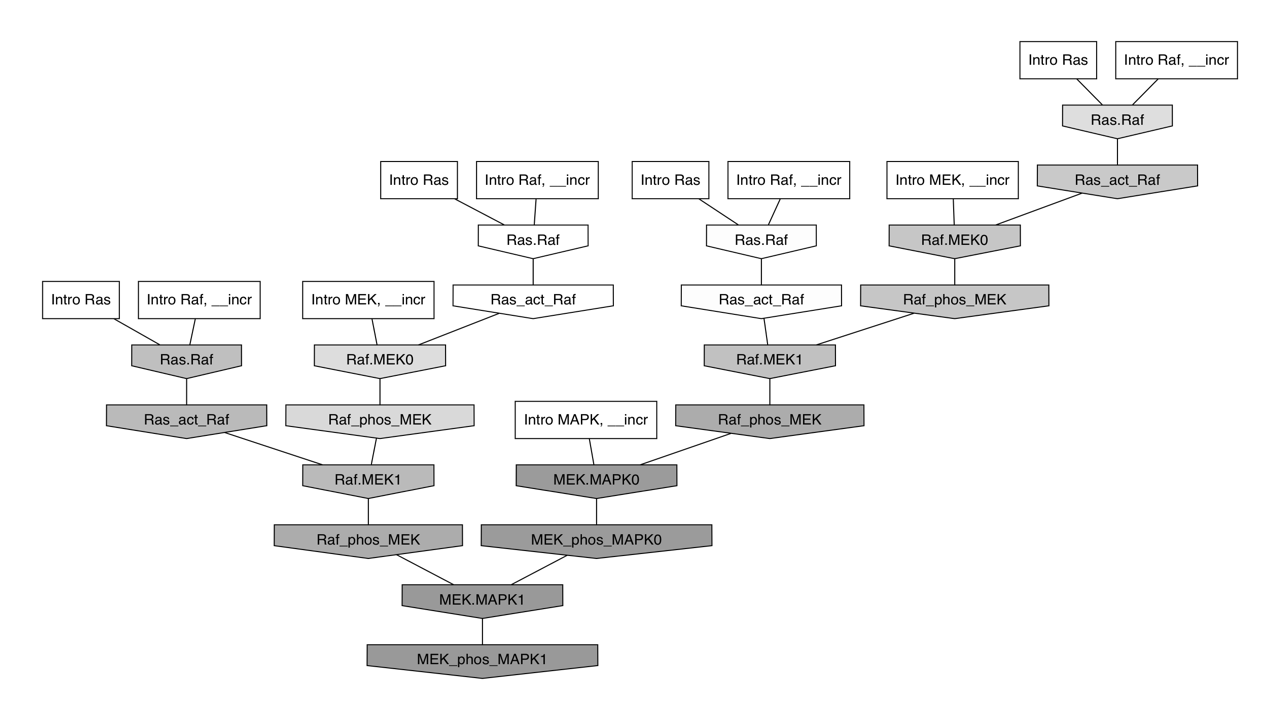 Intro Ras
Intro Raf, __incr
Ras.Raf
Intro Ras
Intro Raf, __incr
Intro Ras
Intro Raf, __incr
Intro MEK, __incr
Ras_act_Raf
Ras.Raf
Ras.Raf
Raf.MEK0
Intro Ras
Intro Raf, __incr
Intro MEK, __incr
Ras_act_Raf
Ras_act_Raf
Raf_phos_MEK
Ras.Raf
Raf.MEK0
Raf.MEK1
Ras_act_Raf
Raf_phos_MEK
Intro MAPK, __incr
Raf_phos_MEK
Raf.MEK1
MEK.MAPK0
Raf_phos_MEK
MEK_phos_MAPK0
MEK.MAPK1
MEK_phos_MAPK1